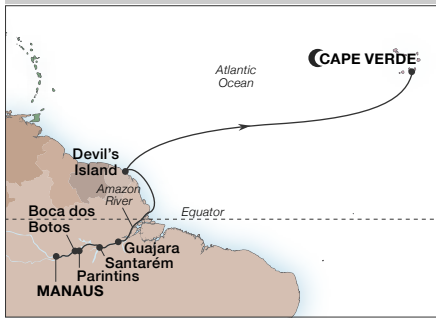 CAPE VERDE
Atlantic
Ocean
Devil's
Island
Amazon
River
Equator
Boca dos
Botos
Guajara
Santarém
Parintins
MANAUS